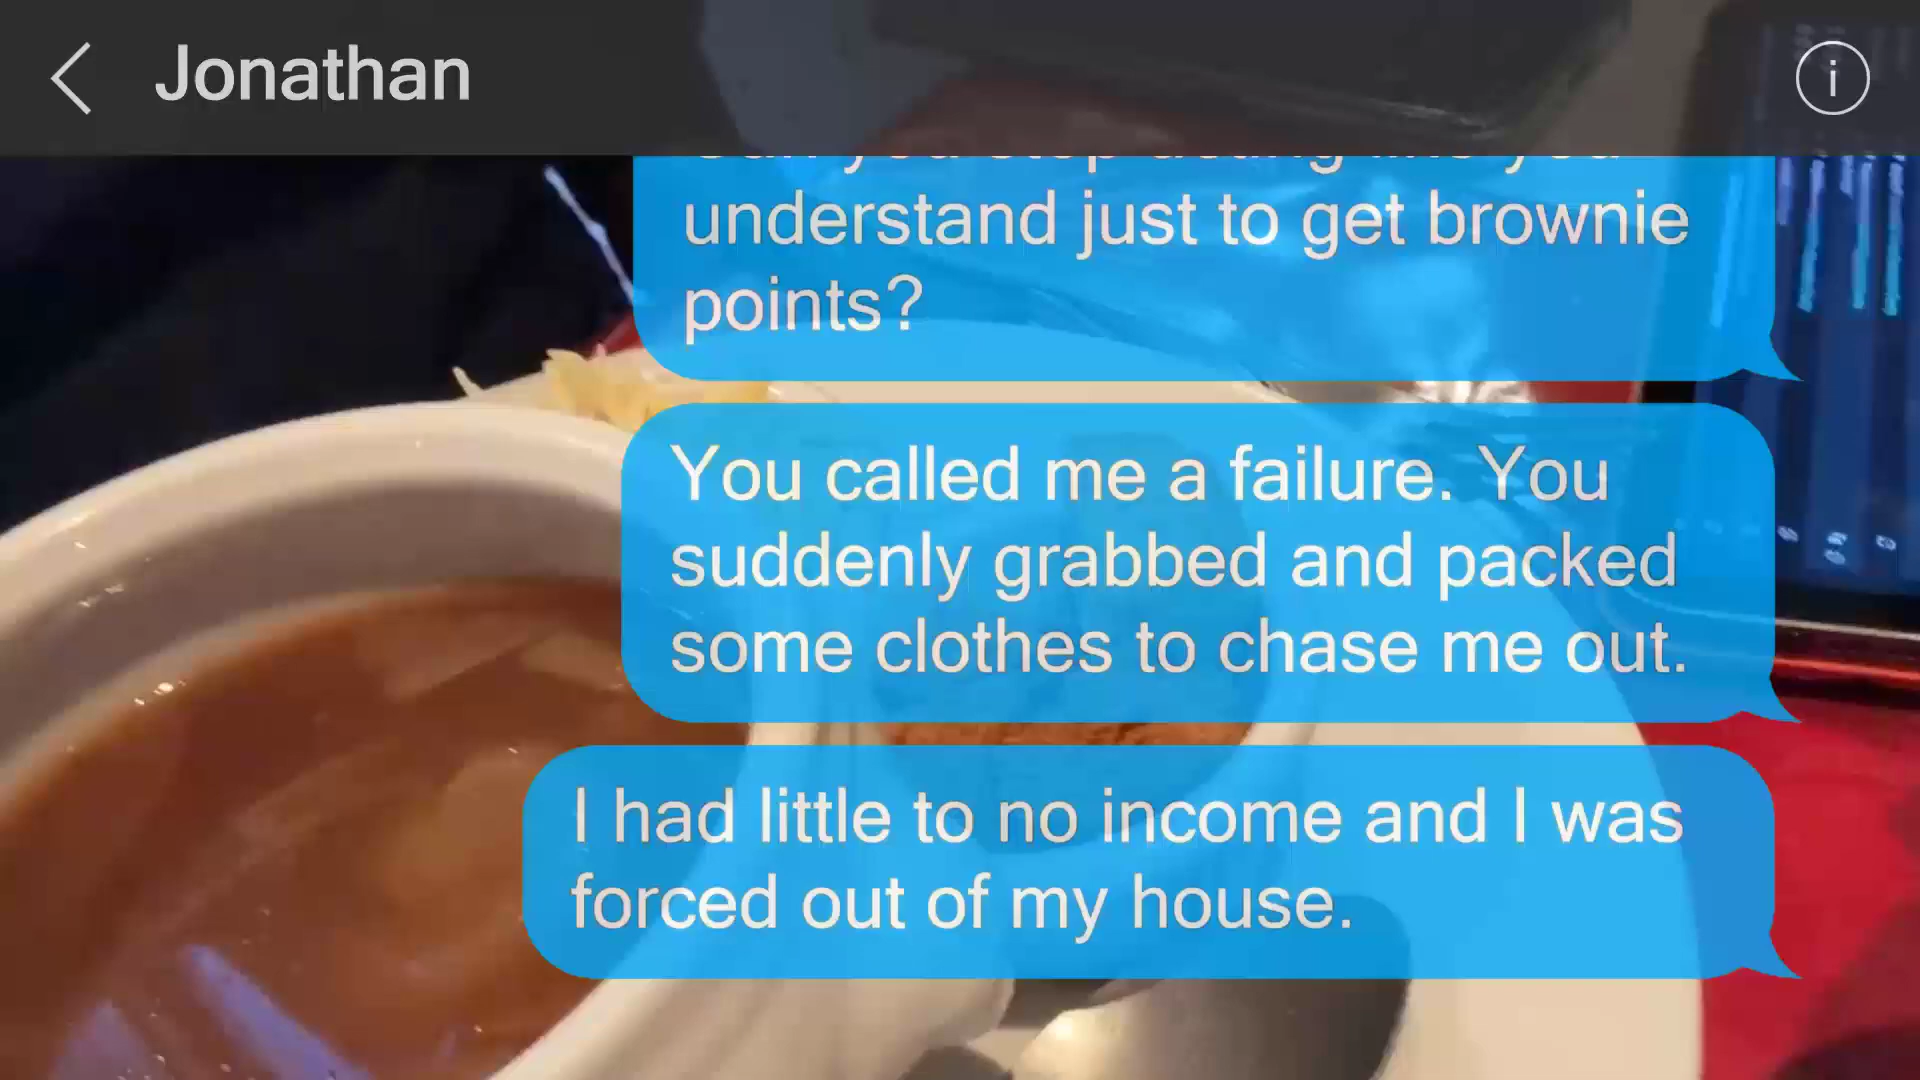 Jonathan
understand just to get brownie
points?
You called me a failure. You
suddenly grabbed and packed
some clothes to chase me out.
I had little to no income and I was
forced out of my house.